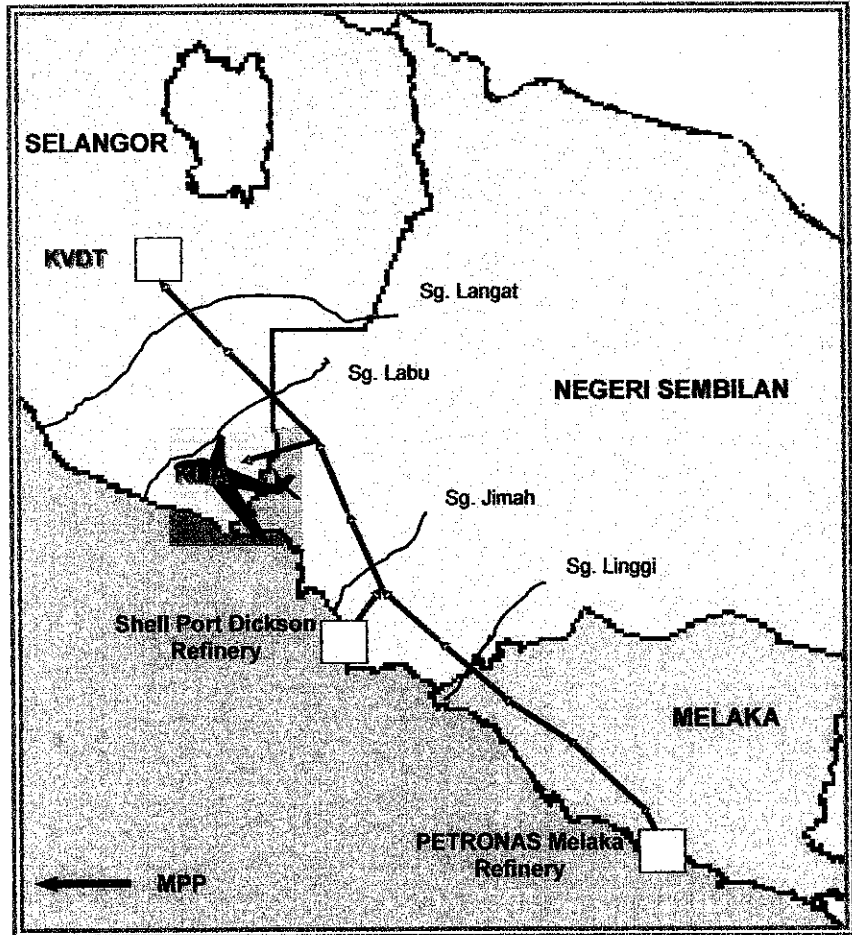 SELANGOR
KVDT
Sg. Langat
Sg. Labu
NEGERI SEMBILAN
Sg. Jimah
Sg. Linggi
Shell Port Dickson
Refinery
MELAKA
PETRONAS Melaka
Refinery
MPP